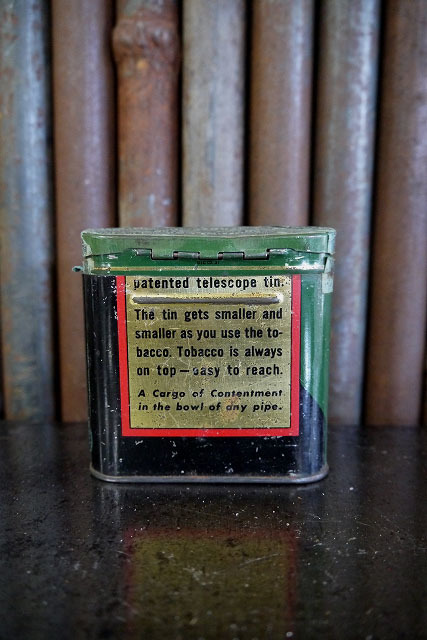 patented telescope tin.
The tin gets smaller and
smaller as you use the to-
bacco. Tobacco is always
on top—easy to reach.
A Cargo of Contentment
in the bowl of any pipe.